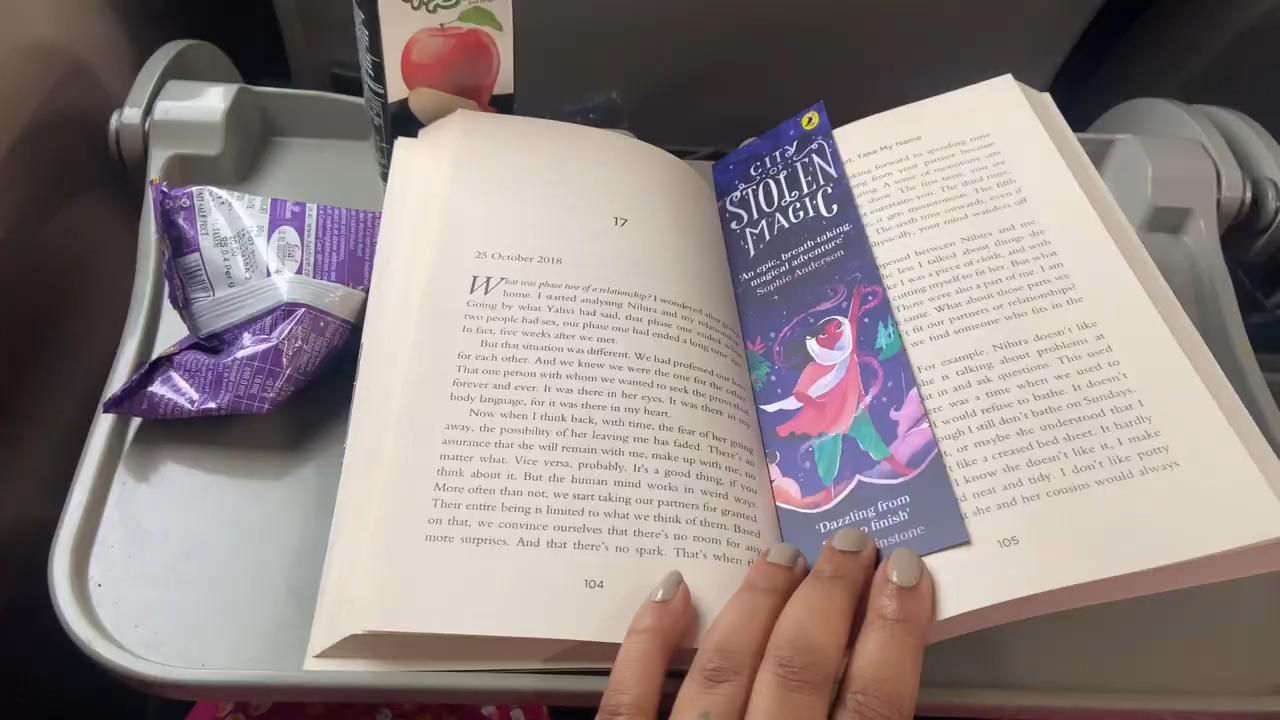 17
25 October 2018
What was phase two of a relationship? I wondered after
home. I started analysing Nihira and my relationship
Going by what Yahvi had said, that phase one ended when
two people had sex, our phase one had ended a long time
In fact, five weeks after we met.
But that situation was different. We had professed our love
for each other. And we knew we were the one for the other
That one person with whom we wanted to seek the proverbial
forever and ever. It was there in her eyes. It was there in my
body language, for it was there in my heart.
Now when I think back, with time, the fear of her going
away, the possibility of her leaving me has faded. There's an
assurance that she will remain with me, make up with me, no
matter what. Vice versa, probably. It's a good thing, if you
think about it. But the human mind works in weird ways.
More often than not, we start taking our partners for granted.
Their entire being is limited to what we think of them. Based
on that, we convince ourselves that there's no room for any
more surprises. And that there's no spark. That's when
104
CITY
OF
STOLEN
MAGIC
'An epic, breath-taking,
magical adventure'
Sophie Anderson
'Dazzling from
finish'
Take My Name
forward to spending time
from your partner because
A sense of monotony sets
The first time, you are
entertains you. The third time,
it gets monotonous. The fifth
The sixth time onwards, even if
physically, your mind wanders off
between Nihira and me.
less I talked about things she
I was a piece of cloth, and with
cutting myself to fit her. But what
Those were also a part of me. I am
same. What about those parts we
fit our partners or relationships?
we find someone who fits in the
For example, Nihira doesn't like
is talking about problems at
in and ask questions. This used
was a time when we used to
would refuse to bathe. It doesn't
I still don't bathe on Sundays.
or maybe she understood that I
like a creased bed sheet. It hardly
I know she doesn't like it, I make
neat and tidy. I don't like potty
she and her cousins would always
105